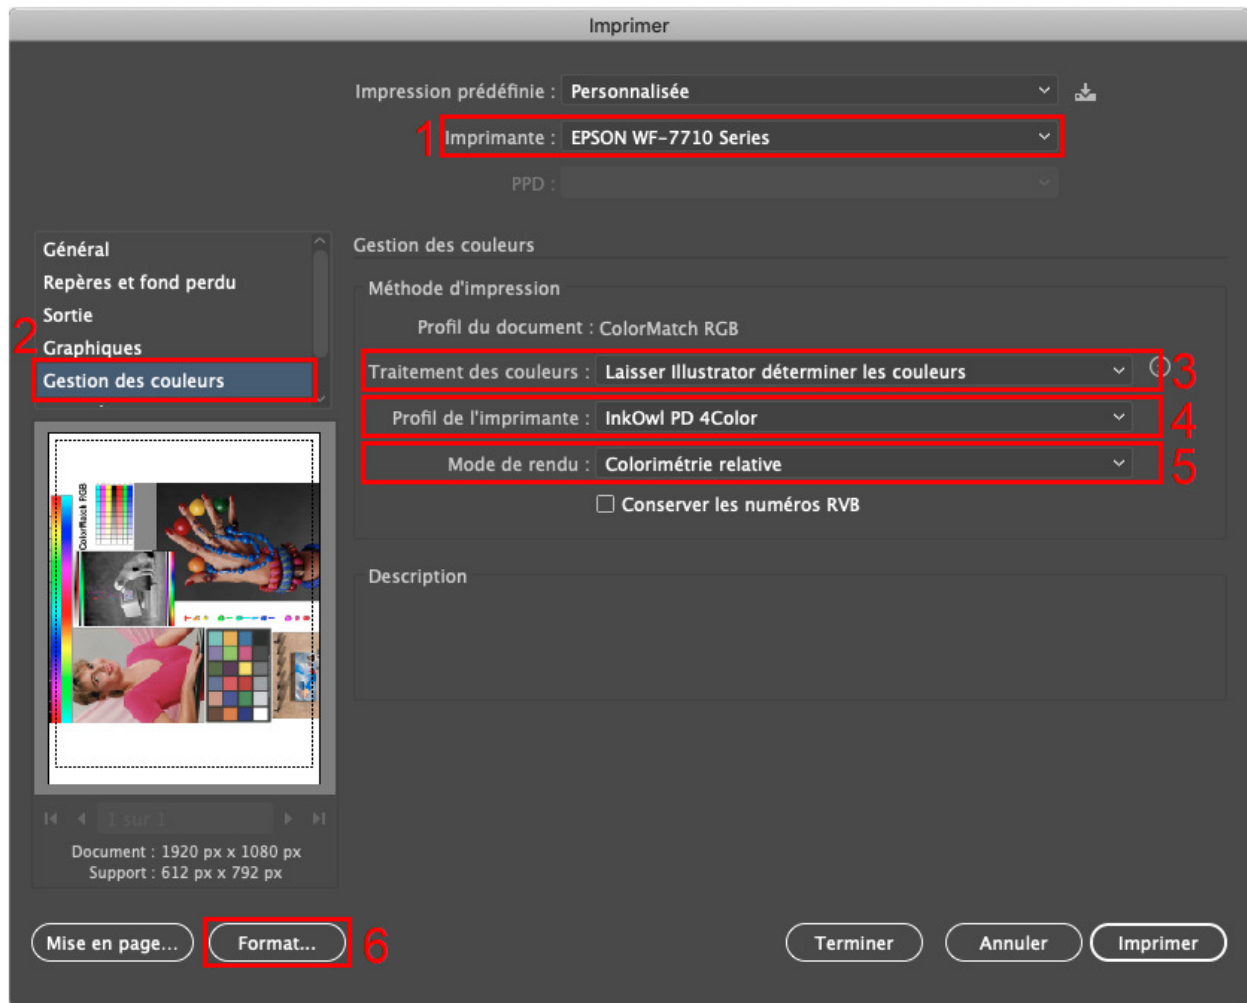 Imprimer
Impression prédéfinie : Personnalisée
1 Imprimante : EPSON WF-7710 Series
PPD :
Général
Repères et fond perdu
Sortie
Graphiques
2 Gestion des couleurs
Gestion des couleurs
Méthode d'impression
Profil du document : ColorMatch RGB
Traitement des couleurs : Laisser Illustrator déterminer les couleurs 3
Profil de l'imprimante : InkOwl PD 4Color 4
Mode de rendu : Colorimétrie relative 5
Conserver les numéros RVB
Description
ColorMatch RGB
1 sur 1
Document : 1920 px x 1080 px
Support : 612 px x 792 px
Mise en page... Format... 6 Terminer Annuler Imprimer